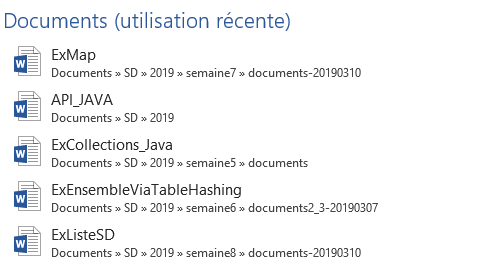 Documents (utilisation récente)
ExMap
Documents » SD » 2019 » semaine7 » documents-20190310
API_JAVA
Documents » SD » 2019
ExCollections_Java
Documents » SD » 2019 » semaine5 » documents
ExEnsembleViaTableHashing
Documents » SD » 2019 » semaine6 » documents2_3-20190307
ExListeSD
Documents » SD » 2019 » semaine8 » documents-20190310